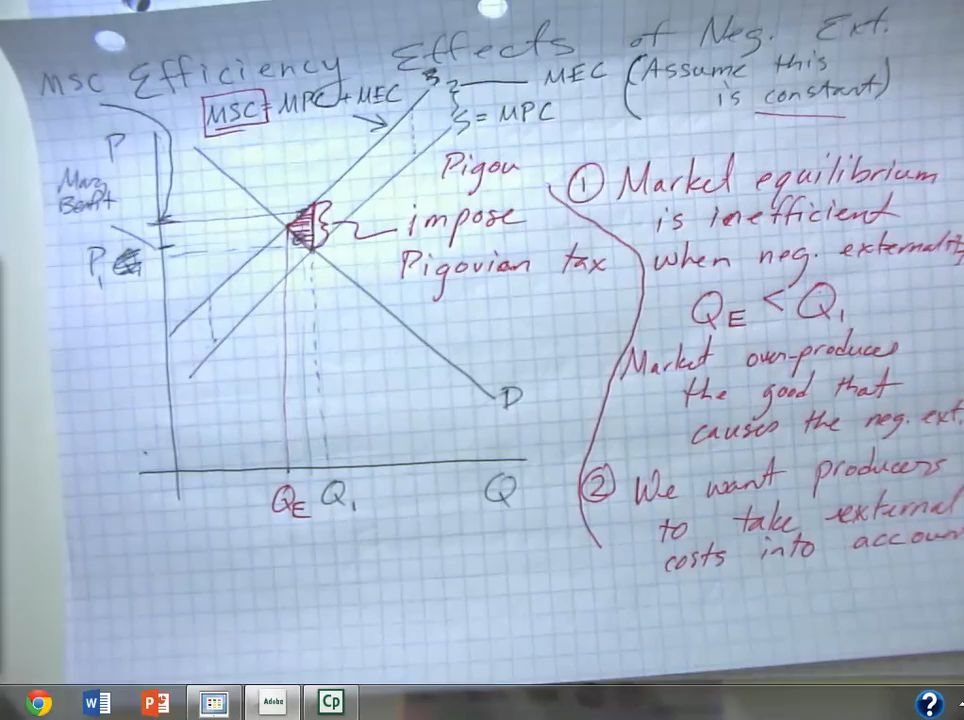 Efficiency Effects of Neg. Ext.
MSC
MSC = MPC + MEC
MEC (Assume this
is constant)
S = MPC
P
Marg
Benft
P1
Pigou
impose
Pigovian tax
D
QE Q1 Q
① Market equilibrium
is inefficient
when neg. externality
QE < Q1
Market over-produces
the good that
causes the neg. ext.
② We want producers
to take external
costs into accoun
Adobe
Cp
?